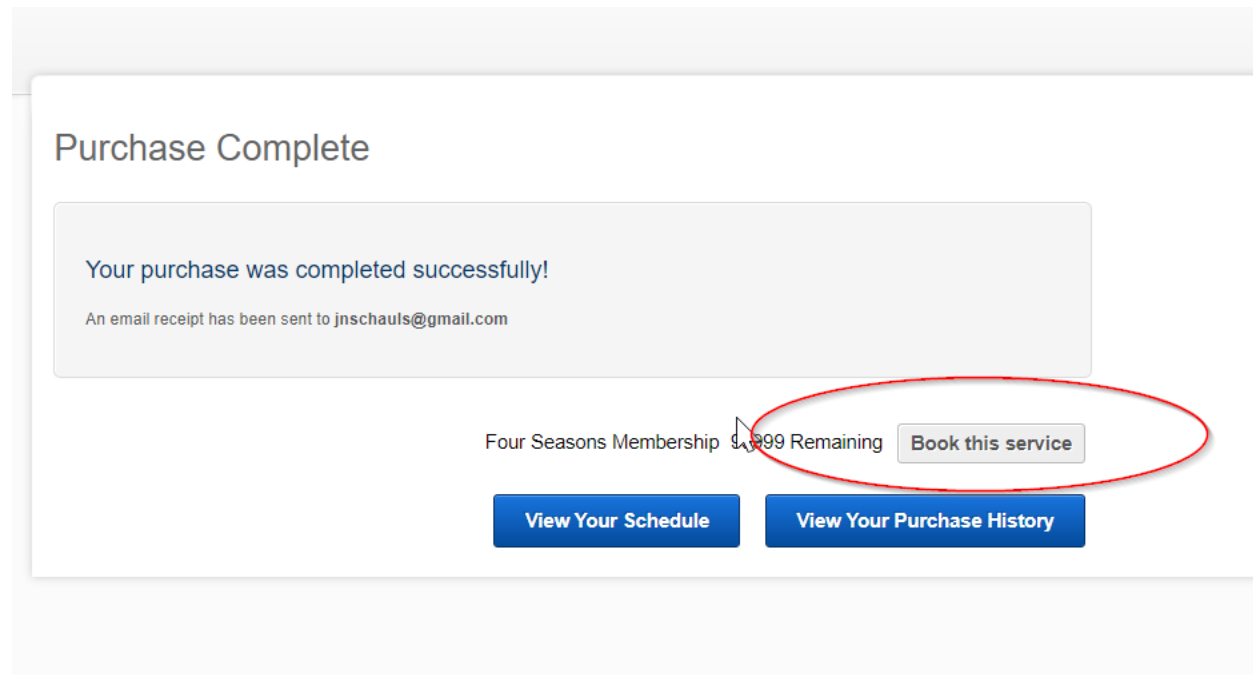 Purchase Complete
Your purchase was completed successfully!
An email receipt has been sent to jnschauls@gmail.com
Four Seasons Membership Remaining Book this service
View Your Schedule View Your Purchase History